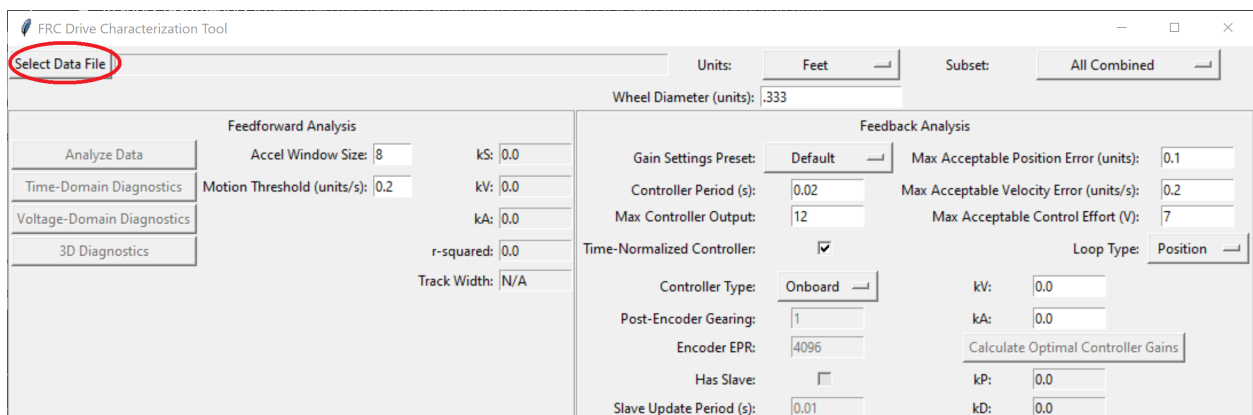 FRC Drive Characterization Tool
Select Data File
Units: Feet Subset: All Combined
Wheel Diameter (units): .333
Feedforward Analysis
Analyze Data Accel Window Size: 8 kS: 0.0
Time-Domain Diagnostics Motion Threshold (units/s): 0.2 kV: 0.0
Voltage-Domain Diagnostics kA: 0.0
3D Diagnostics r-squared: 0.0
Track Width: N/A
Feedback Analysis
Gain Settings Preset: Default Max Acceptable Position Error (units): 0.1
Controller Period (s): 0.02 Max Acceptable Velocity Error (units/s): 0.2
Max Controller Output: 12 Max Acceptable Control Effort (V): 7
Time-Normalized Controller: Loop Type: Position
Controller Type: Onboard kV: 0.0
Post-Encoder Gearing: 1 kA: 0.0
Encoder EPR: 4096 Calculate Optimal Controller Gains
Has Slave: kP: 0.0
Slave Update Period (s): 0.01 kD: 0.0